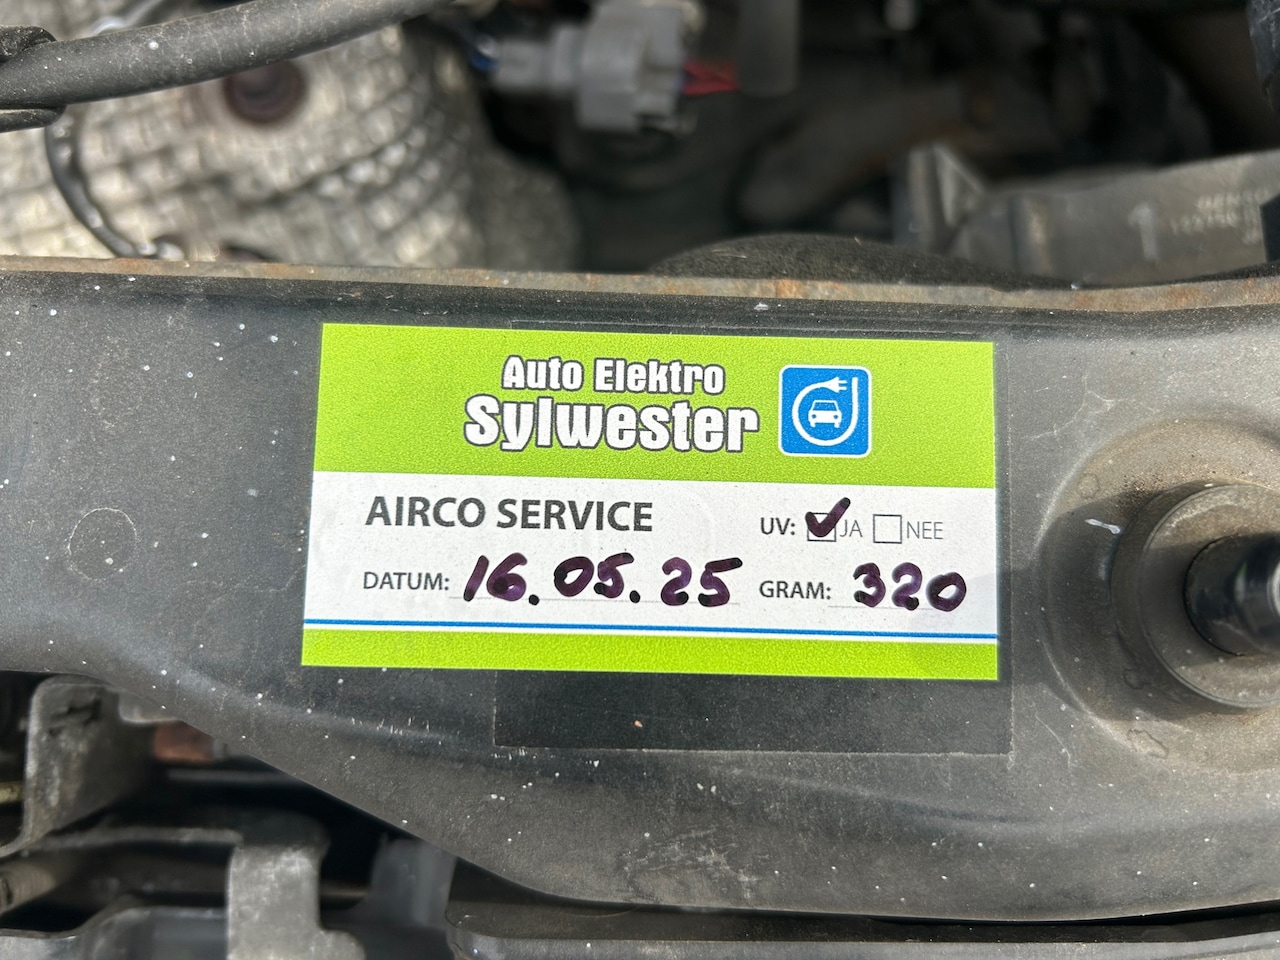 Auto Elektro
Sylwester
AIRCO SERVICE
UV: ✓ JA NEE
DATUM: 16.05.25 GRAM: 320